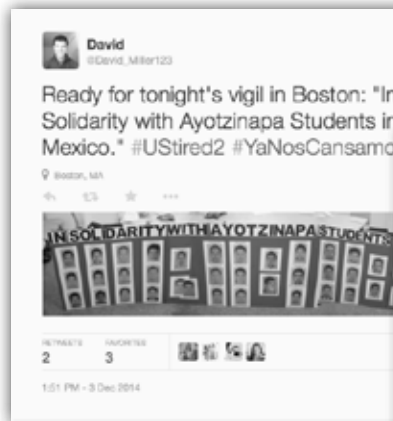 David
@David_Miller123
Ready for tonight's vigil in Boston: "In
Solidarity with Ayotzinapa Students in
Mexico." #UStired2 #YaNosCansamo
Boston, MA
IN SOLIDARITY WITH AYOTZINAPA STUDENTS
RETWEETS FAVORITES
2 3
1:51 PM - 3 Dec 2014